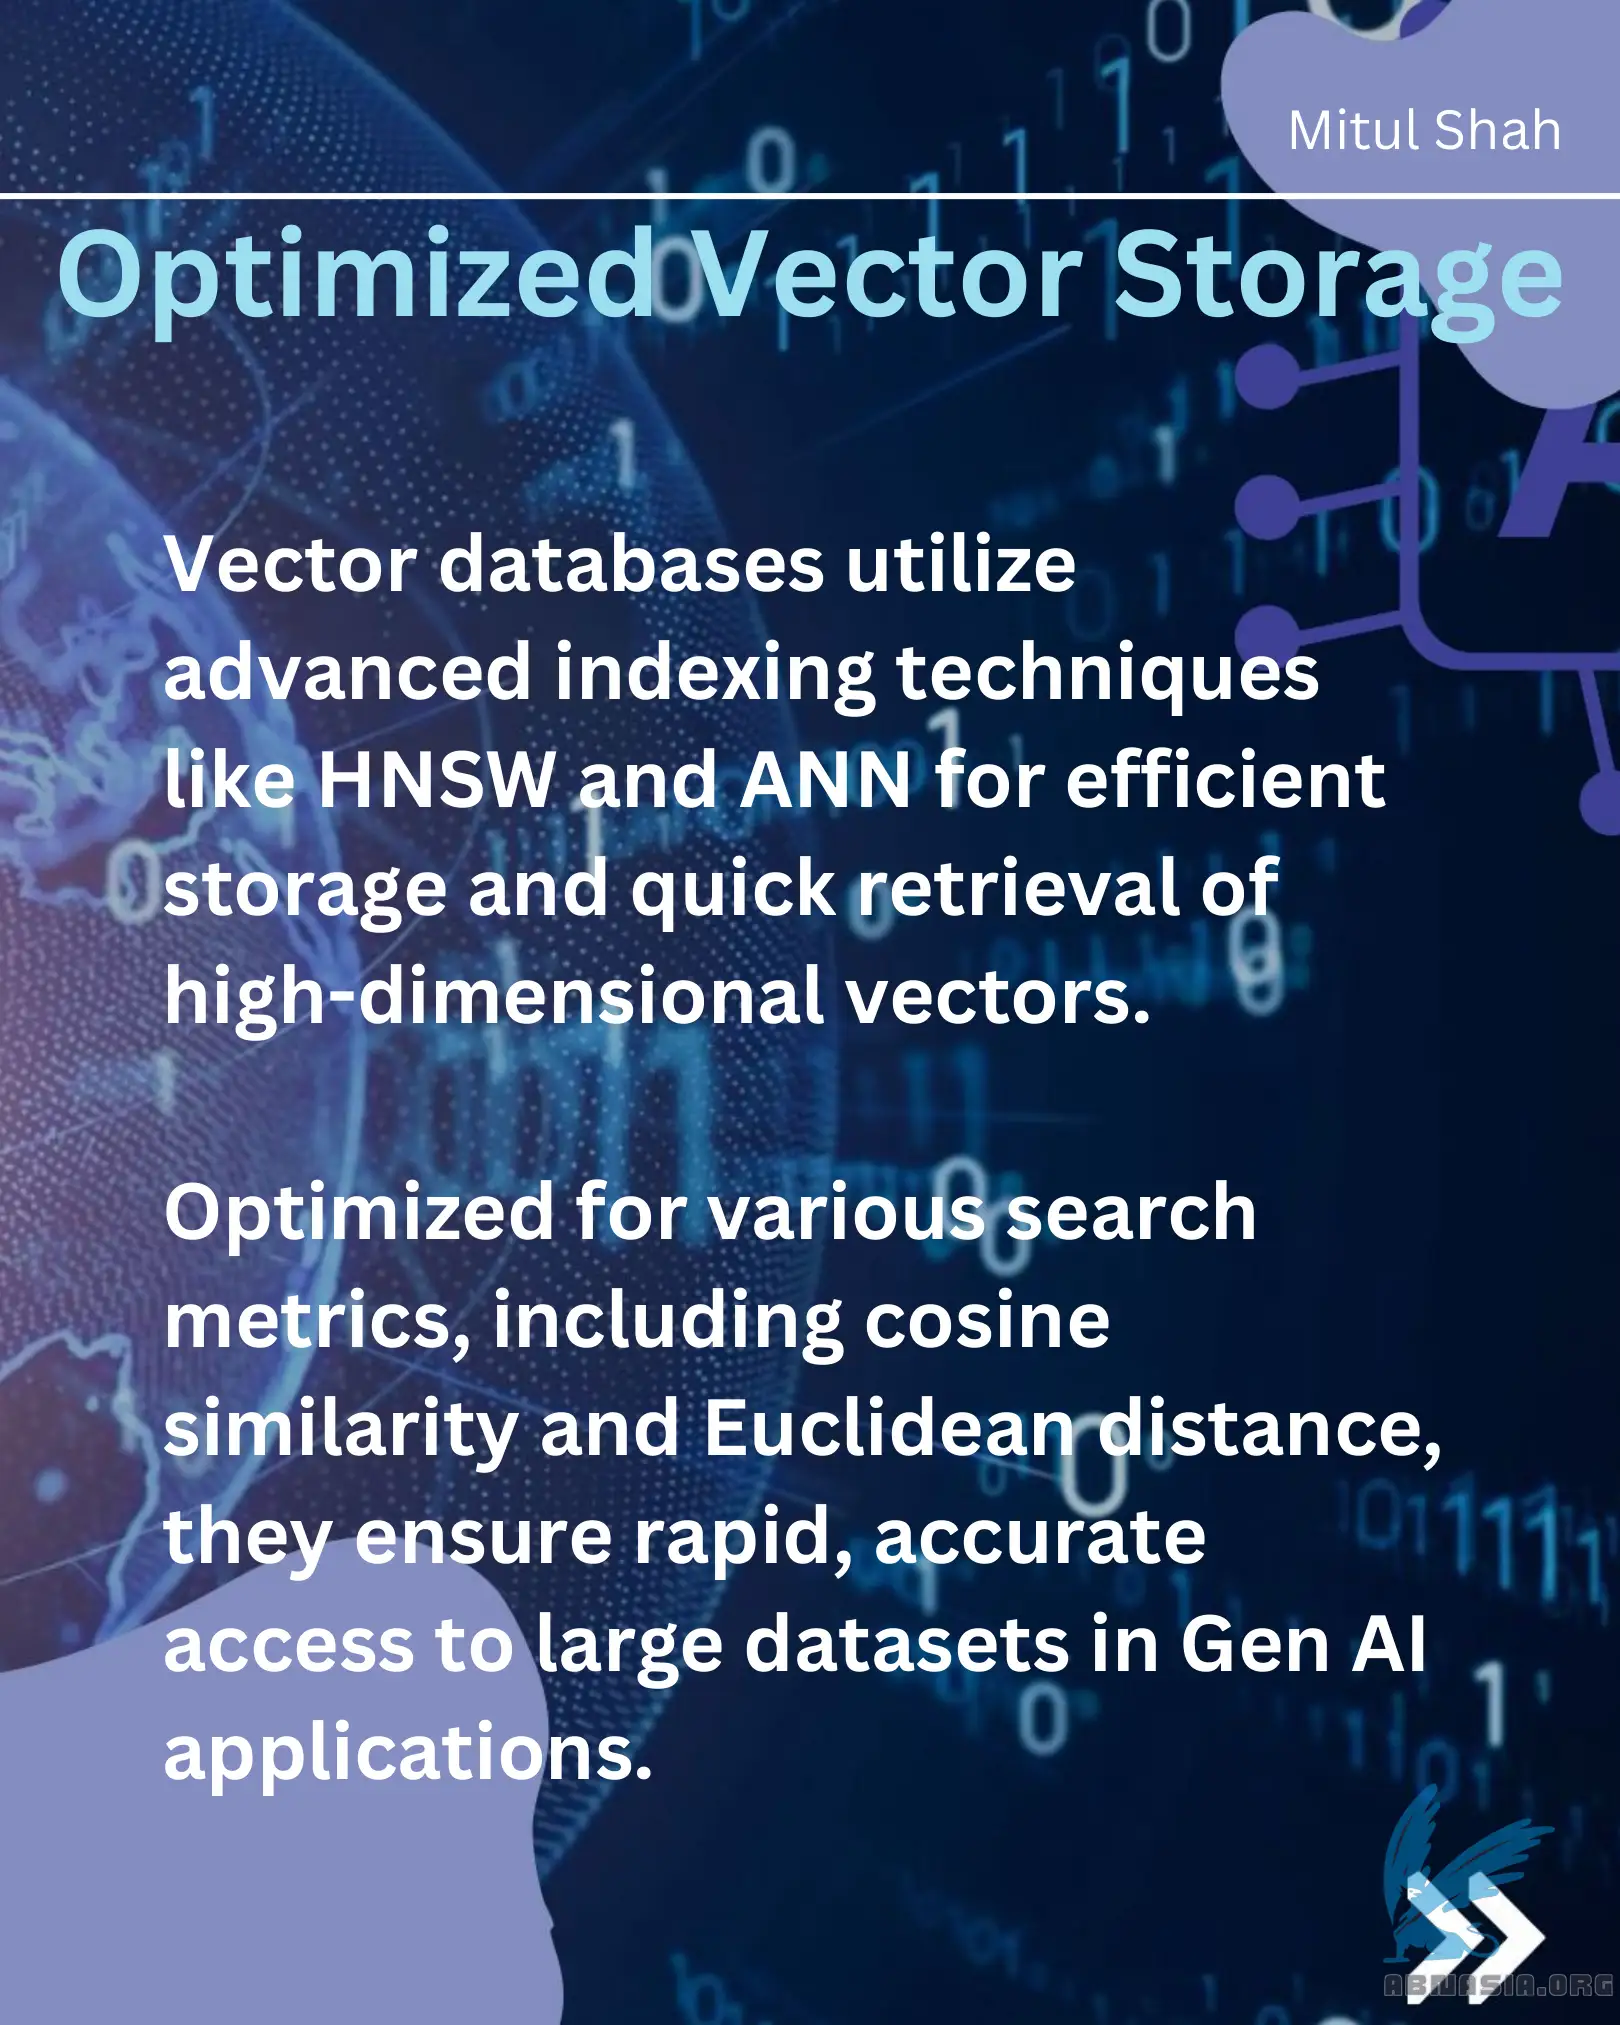 Mitul Shah
Optimized Vector Storage
Vector databases utilize
advanced indexing techniques
like HNSW and ANN for efficient
storage and quick retrieval of
high-dimensional vectors.
Optimized for various search
metrics, including cosine
similarity and Euclidean distance,
they ensure rapid, accurate
access to large datasets in Gen AI
applications.
ABNASIA.ORG